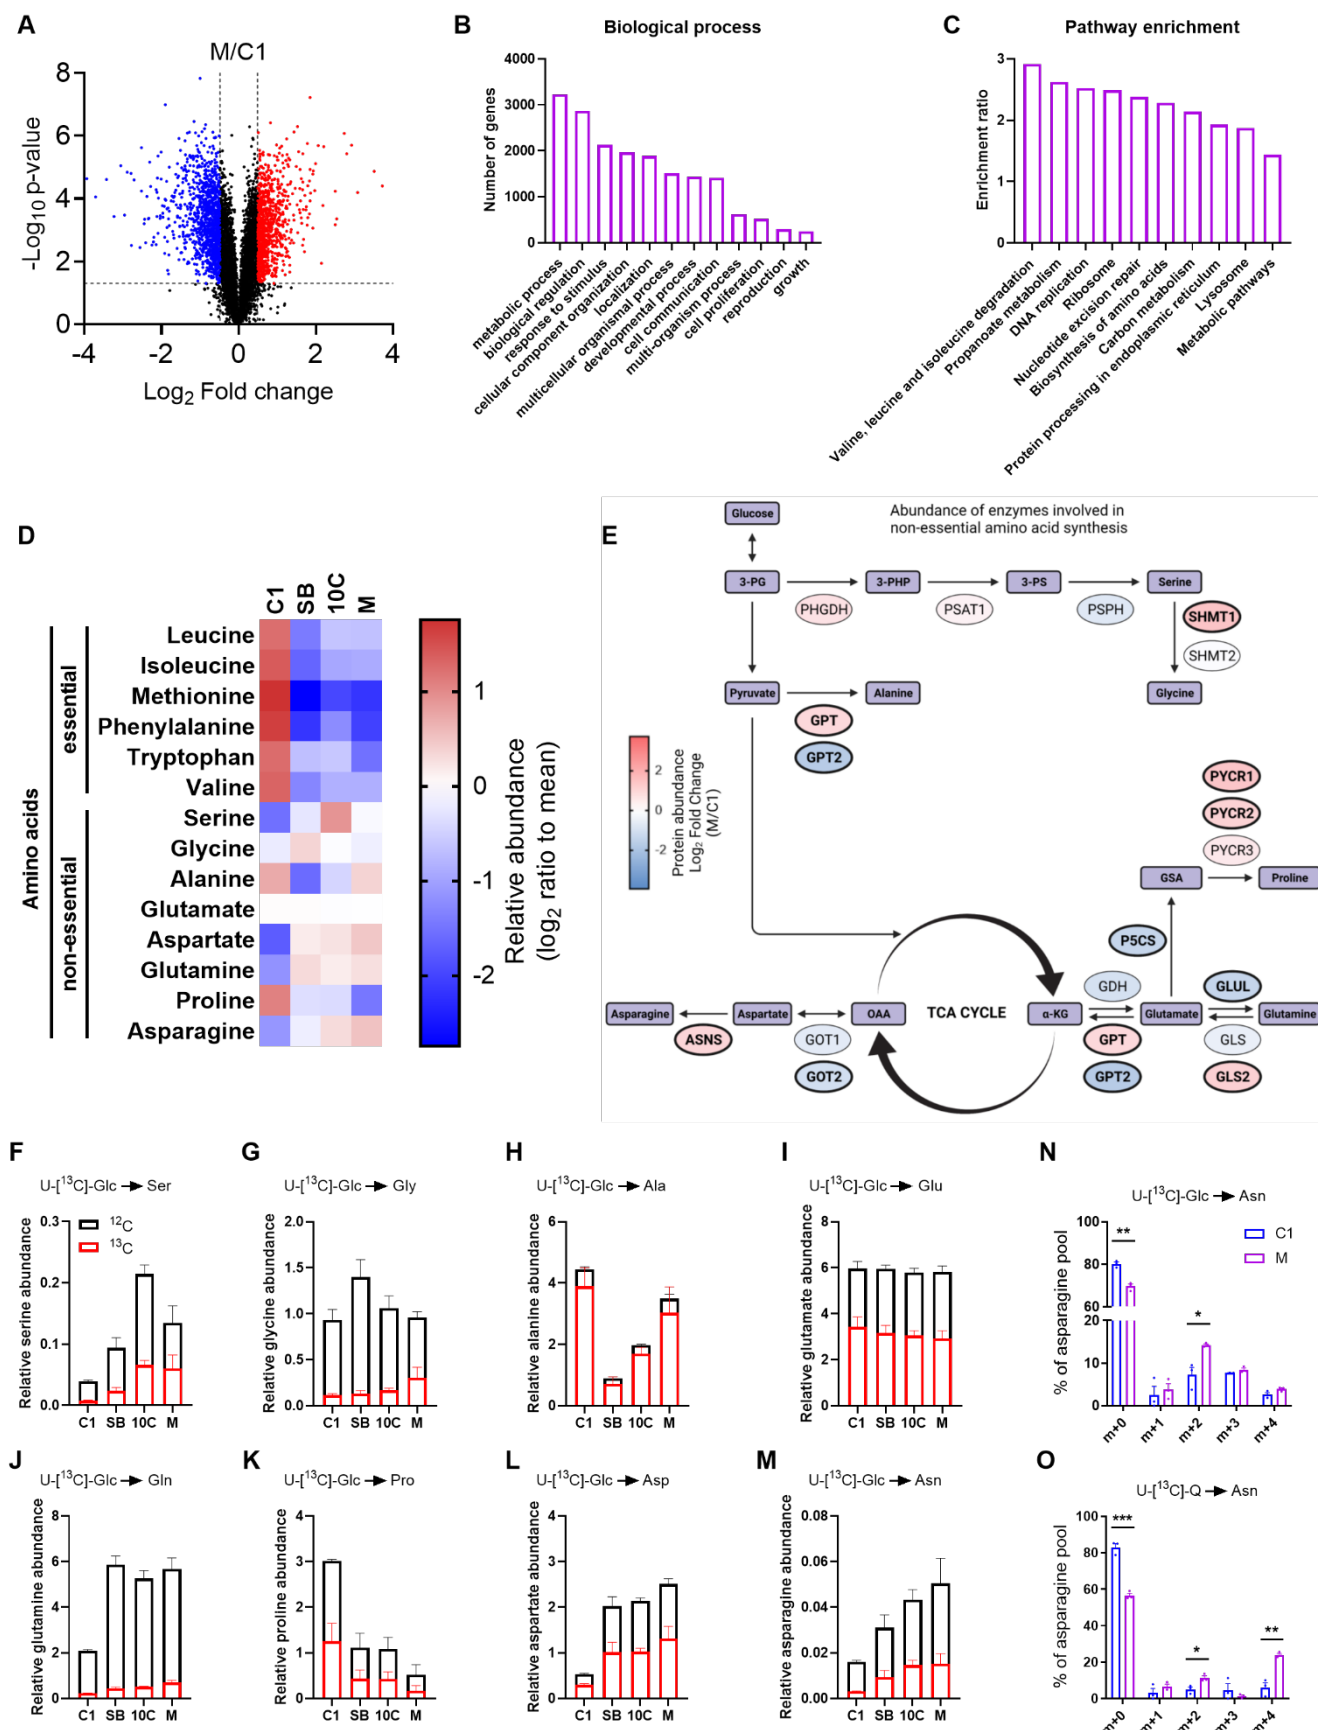 A
M/C1
8
6
4
2
0
-4
-2
0
2
4
-Log10 p-value
Log2 Fold change
B
Biological process
Number of genes
4000
3000
2000
1000
0
metabolic process
biological regulation
response to stimulus
cellular component organization
localization
multicellular organismal process
developmental process
cell communication
multi-organism process
cell proliferation
reproduction
growth
C
Pathway enrichment
Enrichment ratio
3
2
1
0
Valine, leucine and isoleucine degradation
Propanoate metabolism
DNA replication
Ribosome
Nucleotide excision repair
Biosynthesis of amino acids
Carbon metabolism
Protein processing in endoplasmic reticulum
Lysosome
Metabolic pathways
D
C1 SB 10C M
Amino acids
essential
non-essential
Leucine
Isoleucine
Methionine
Phenylalanine
Tryptophan
Valine
Serine
Glycine
Alanine
Glutamate
Aspartate
Glutamine
Proline
Asparagine
1
0
-1
-2
Relative abundance
(log2 ratio to mean)
E
Abundance of enzymes involved in
non-essential amino acid synthesis
Glucose
3-PG
3-PHP
3-PS
Serine
PHGDH
PSAT1
PSPH
SHMT1
SHMT2
Pyruvate
Alanine
Glycine
GPT
GPT2
2
0
-2
Protein abundance
Log2 Fold Change
(M/C1)
PYCR1
PYCR2
PYCR3
GSA
Proline
P5CS
GDH
GLUL
Asparagine
Aspartate
OAA
TCA CYCLE
α-KG
Glutamate
Glutamine
ASNS
GOT1
GOT2
GPT
GPT2
GLS
GLS2
F
U-[13C]-Glc → Ser
Relative serine abundance
0.3
0.2
0.1
0.0
12C
13C
C1 SB 10C M
G
U-[13C]-Glc → Gly
Relative glycine abundance
2.0
1.5
1.0
0.5
0.0
C1 SB 10C M
H
U-[13C]-Glc → Ala
Relative alanine abundance
6
4
2
0
C1 SB 10C M
I
U-[13C]-Glc → Glu
Relative glutamate abundance
8
6
4
2
0
C1 SB 10C M
N
U-[13C]-Glc → Asn
% of asparagine pool
100
80
60
20
10
0
**
*
C1
M
m+0
m+1
m+2
m+3
m+4
J
U-[13C]-Glc → Gln
Relative glutamine abundance
8
6
4
2
0
C1 SB 10C M
K
U-[13C]-Glc → Pro
Relative proline abundance
4
3
2
1
0
C1 SB 10C M
L
U-[13C]-Glc → Asp
Relative aspartate abundance
4
3
2
1
0
C1 SB 10C M
M
U-[13C]-Glc → Asn
Relative asparagine abundance
0.08
0.06
0.04
0.02
0.00
C1 SB 10C M
O
U-[13C]-Q → Asn
% of asparagine pool
100
80
60
40
20
0
***
*
**
m+0
m+1
m+2
m+3
m+4